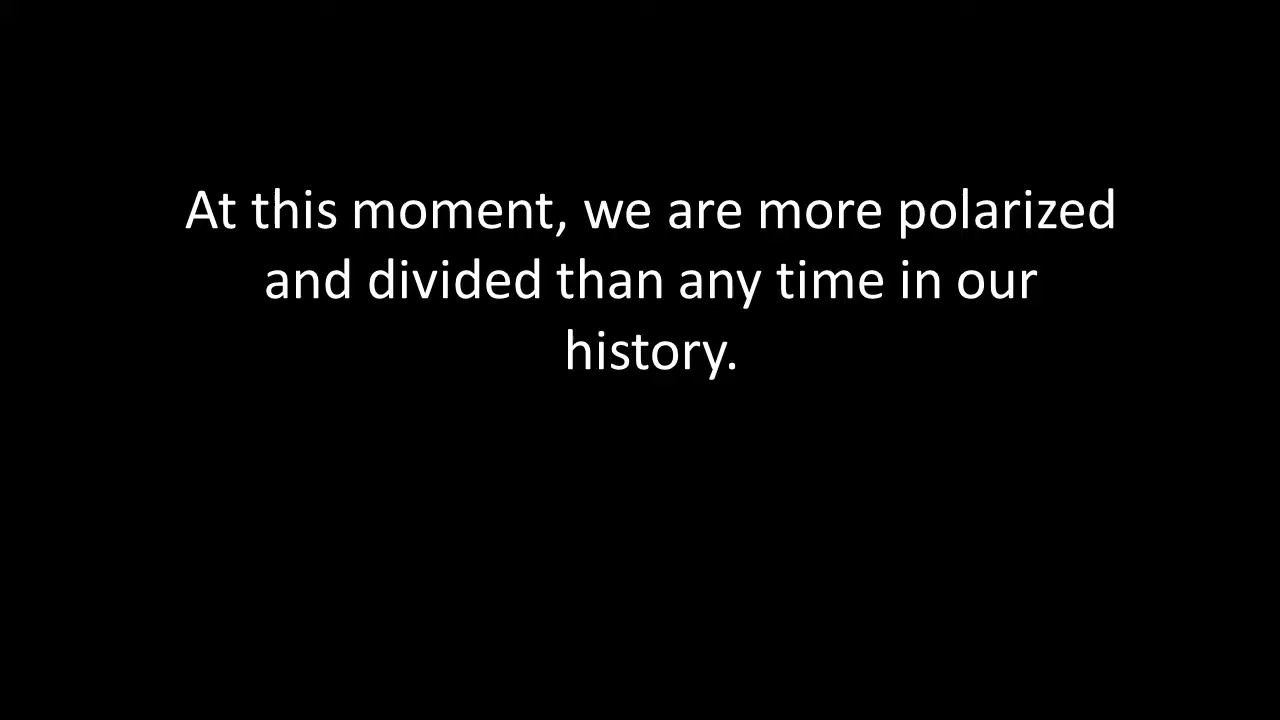 At this moment, we are more polarized
and divided than any time in our
history.